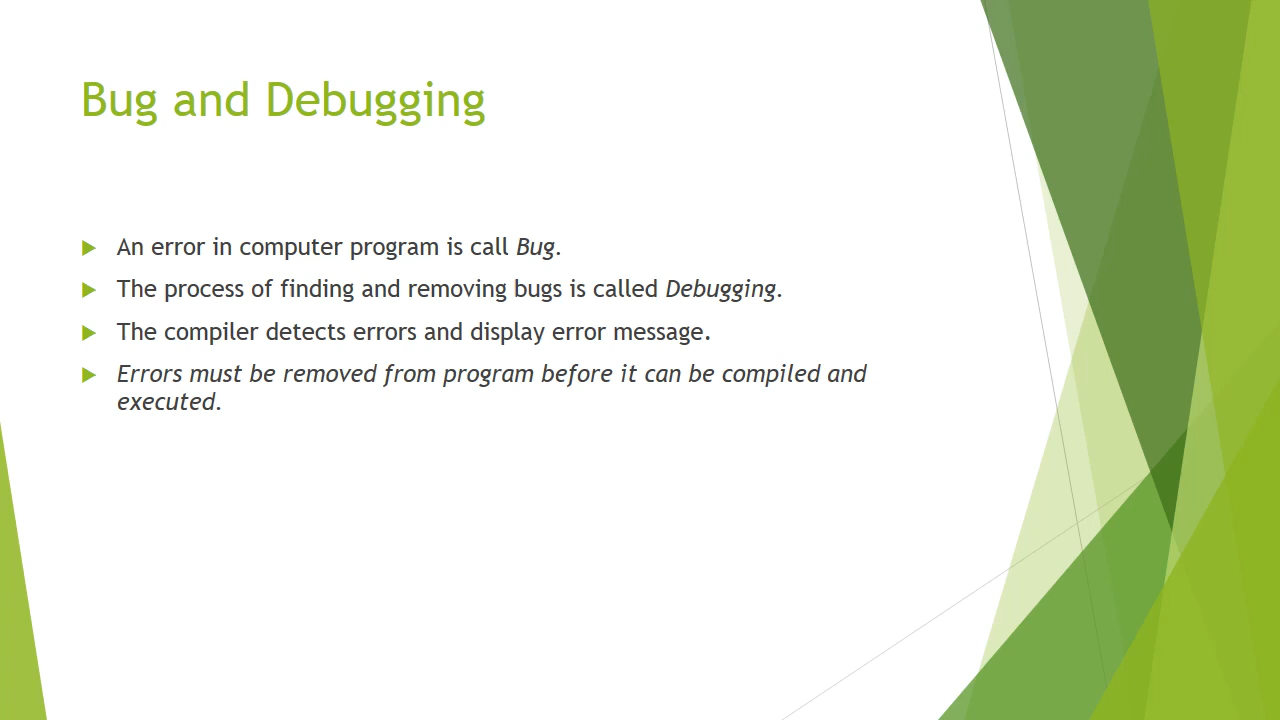 Bug and Debugging
An error in computer program is call Bug.
The process of finding and removing bugs is called Debugging.
The compiler detects errors and display error message.
Errors must be removed from program before it can be compiled and
executed.